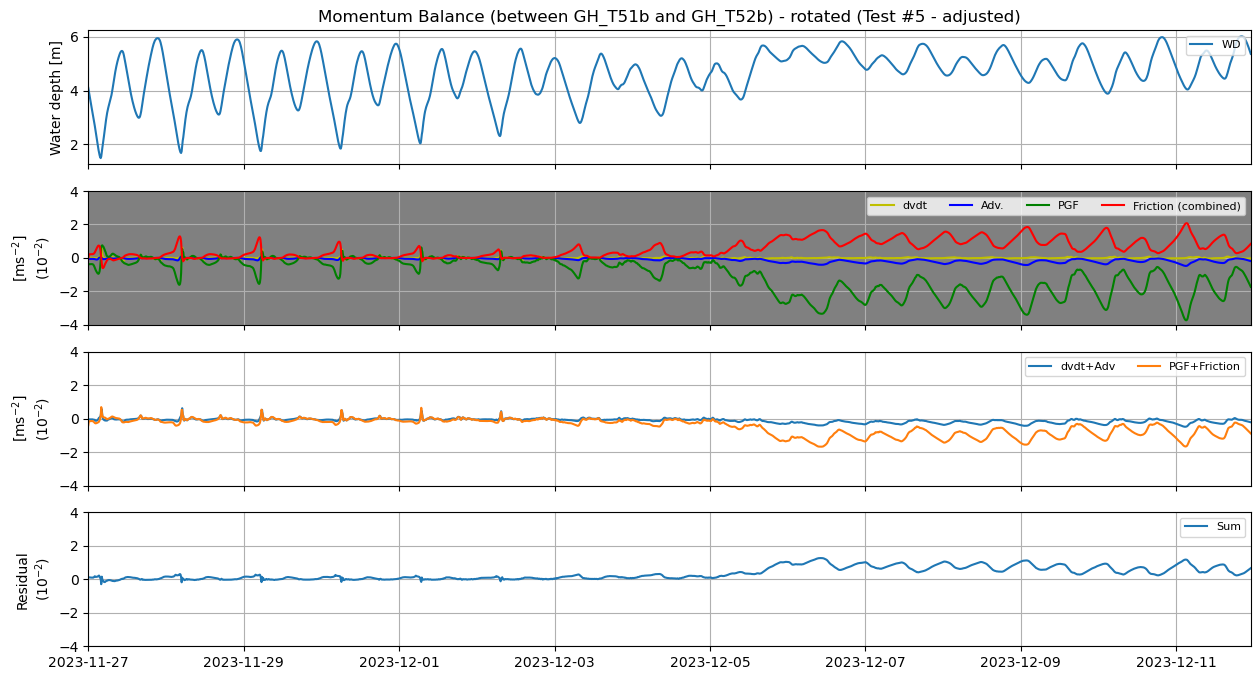 Momentum Balance (between GH_T51b and GH_T52b) - rotated (Test #5 - adjusted)
6
4
2
Water depth [m]
WD
4
2
0
−2
−4
[ms⁻²]
(10⁻²)
dvdt Adv. PGF Friction (combined)
4
2
0
−2
−4
[ms⁻²]
(10⁻²)
dvdt+Adv PGF+Friction
4
2
0
−2
−4
Residual
(10⁻²)
Sum
2023-11-27 2023-11-29 2023-12-01 2023-12-03 2023-12-05 2023-12-07 2023-12-09 2023-12-11